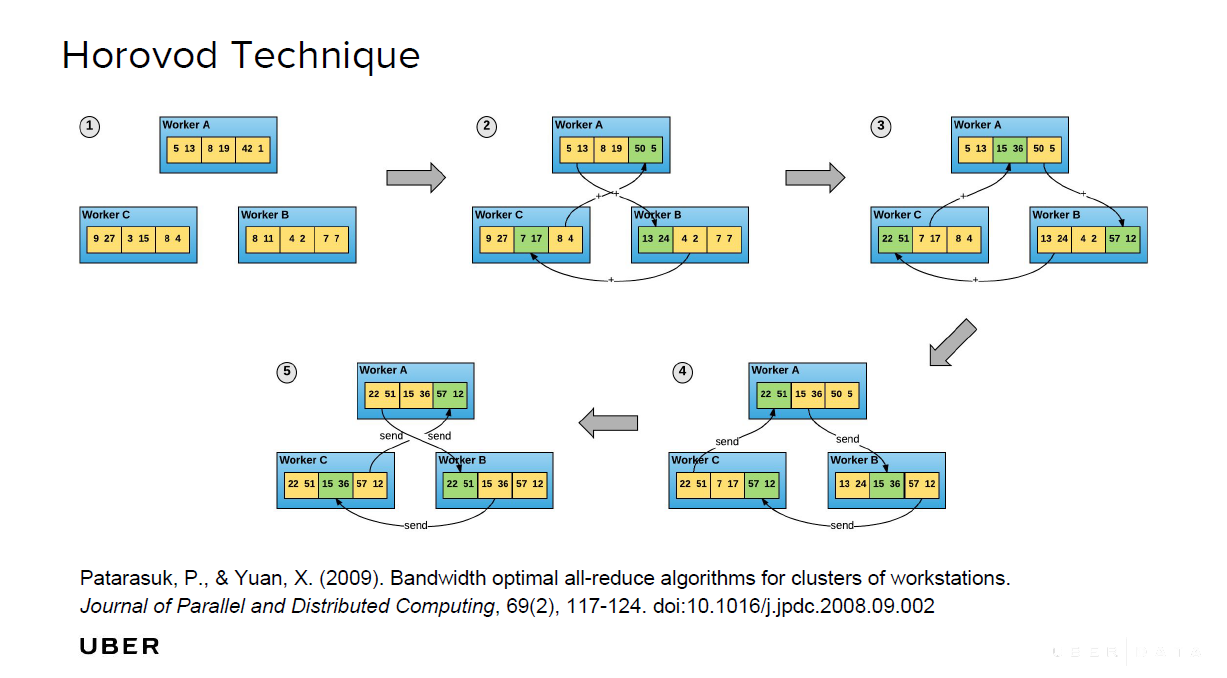 Horovod Technique
1
Worker A
5 13 8 19 42 1
Worker C
9 27 3 15 8 4
Worker B
8 11 4 2 7 7
2
Worker A
5 13 8 19 50 5
+ +
Worker C
9 27 7 17 8 4
Worker B
13 24 4 2 7 7
+
3
Worker A
5 13 15 36 50 5
+ +
Worker C
22 51 7 17 8 4
Worker B
13 24 4 2 57 12
+
5
Worker A
22 51 15 36 57 12
send send
Worker C
22 51 15 36 57 12
Worker B
22 51 15 36 57 12
send
4
Worker A
22 51 15 36 50 5
send send
Worker C
22 51 7 17 57 12
Worker B
13 24 15 36 57 12
send
Patarasuk, P., & Yuan, X. (2009). Bandwidth optimal all-reduce algorithms for clusters of workstations.
Journal of Parallel and Distributed Computing, 69(2), 117-124. doi:10.1016/j.jpdc.2008.09.002
UBER
UBER DATA